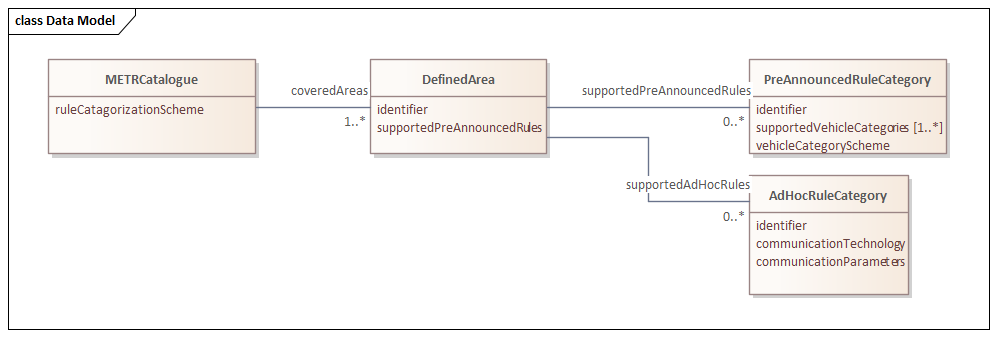 class Data Model
METRCatalogue
ruleCatagorizationScheme
coveredAreas
1..*
DefinedArea
identifier
supportedPreAnnouncedRules
supportedPreAnnouncedRules
0..*
PreAnnouncedRuleCategory
identifier
supportedVehicleCategories [1..*]
vehicleCategoryScheme
supportedAdHocRules
0..*
AdHocRuleCategory
identifier
communicationTechnology
communicationParameters